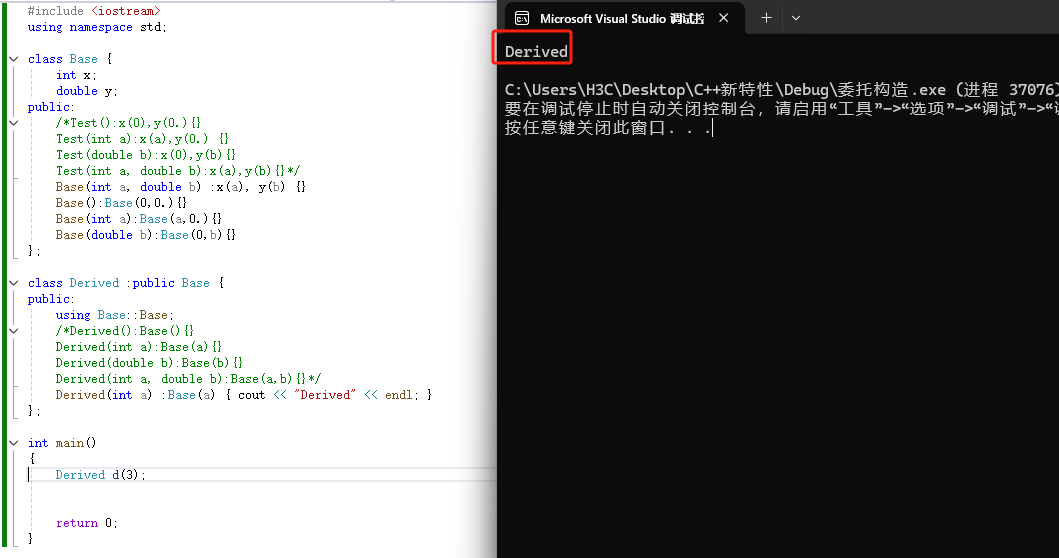 #include <iostream>
using namespace std;
class Base {
int x;
double y;
public:
/*Test():x(0),y(0.){}
Test(int a):x(a),y(0.) {}
Test(double b):x(0),y(b){}
Test(int a, double b):x(a),y(b){}*/
Base(int a, double b) :x(a), y(b) {}
Base():Base(0,0.){}
Base(int a):Base(a,0.){}
Base(double b):Base(0,b){}
};
class Derived :public Base {
public:
using Base::Base;
/*Derived():Base(){}
Derived(int a):Base(a){}
Derived(double b):Base(b){}
Derived(int a, double b):Base(a,b){}*/
Derived(int a) :Base(a) { cout << "Derived" << endl; }
};
int main()
{
Derived d(3);
return 0;
}
Microsoft Visual Studio 调试控
Derived
C:\Users\H3C\Desktop\C++新特性\Debug\委托构造.exe (进程 37076)
要在调试停止时自动关闭控制台，请启用“工具”->“选项”->“调试”->“
按任意键关闭此窗口. . .